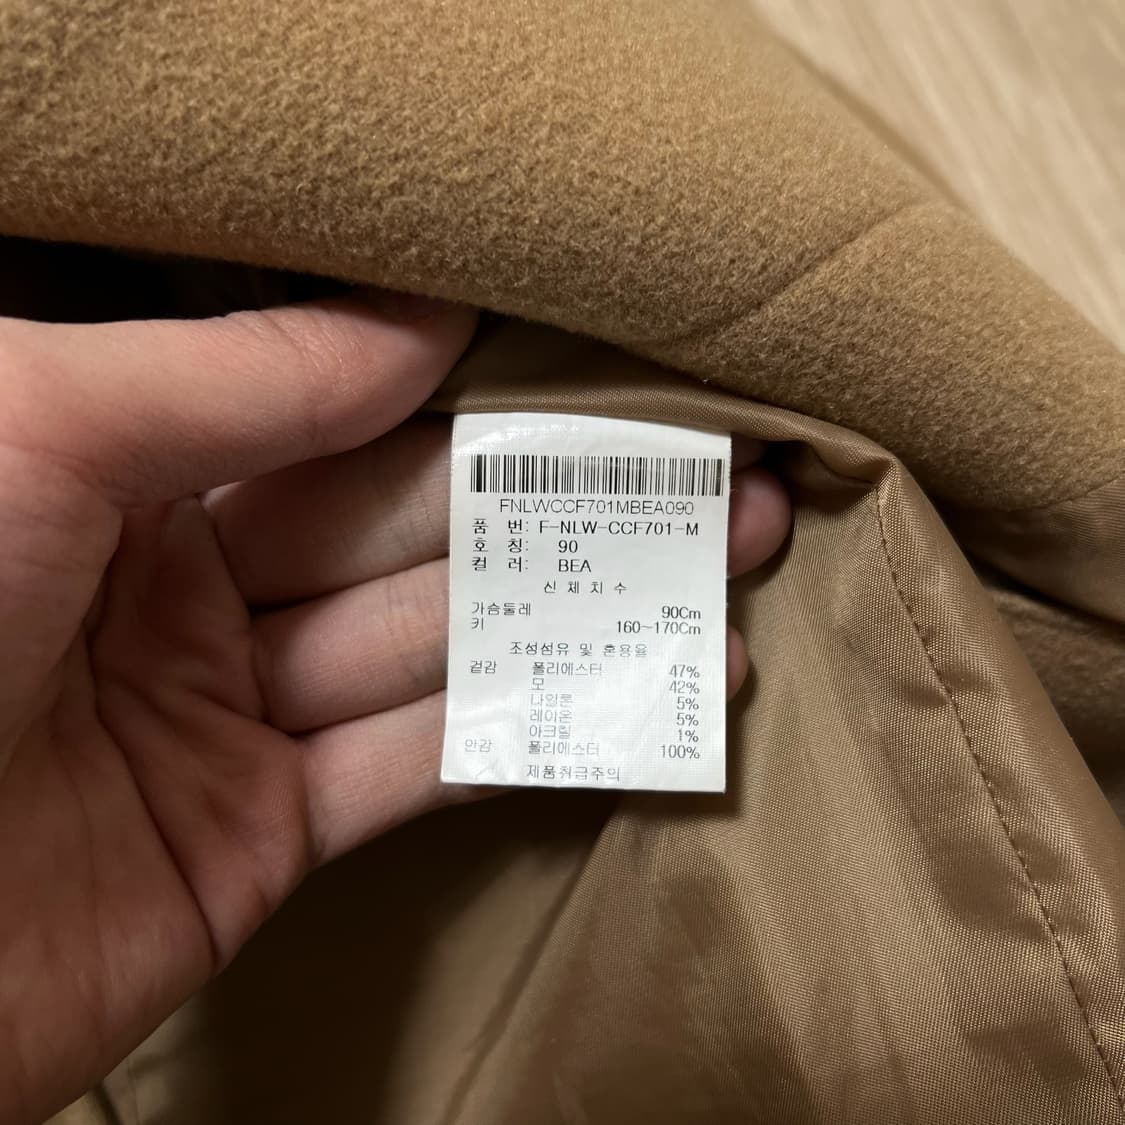 FNLWCCF701MBEA090
품 번: F-NLW-CCF701-M
호 칭: 90
컬 러: BEA
신 체 치 수
가슴둘레 90Cm
키 160~170Cm
조성섬유 및 혼용율
겉감 폴리에스터 47%
모 42%
나일론 5%
레이온 5%
아크릴 1%
안감 폴리에스터 100%
제품취급주의